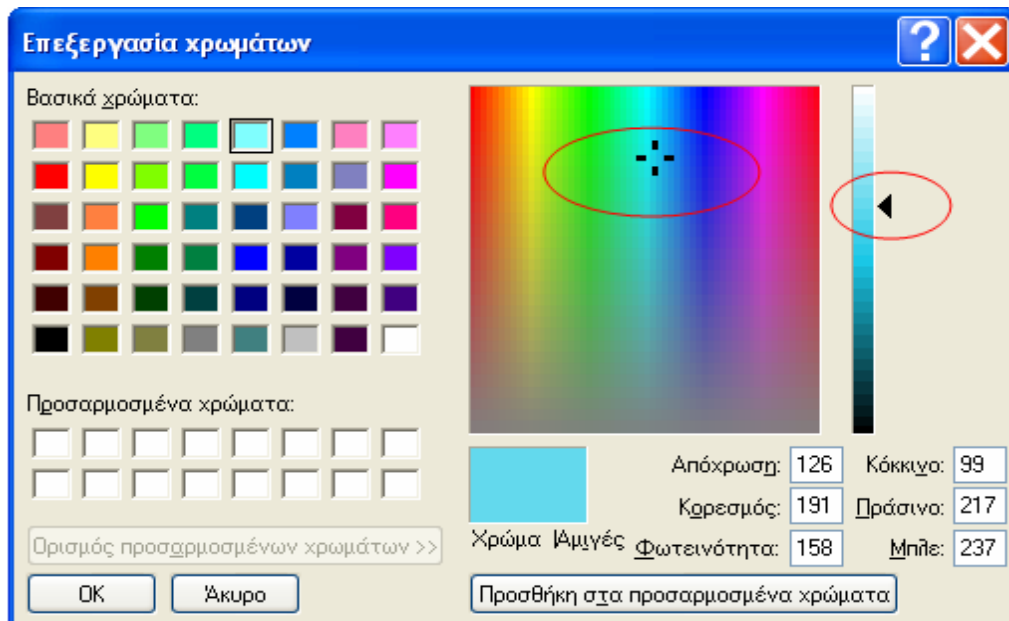 Επεξεργασία χρωμάτων
Βασικά χρώματα:
Προσαρμοσμένα χρώματα:
Ορισμός προσαρμοσμένων χρωμάτων >>
OK
Άκυρο
Χρώμα |Αμιγές
Απόχρωση: 126
Κορεσμός: 191
Φωτεινότητα: 158
Κόκκινο: 99
Πράσινο: 217
Μπλε: 237
Προσθήκη στα προσαρμοσμένα χρώματα